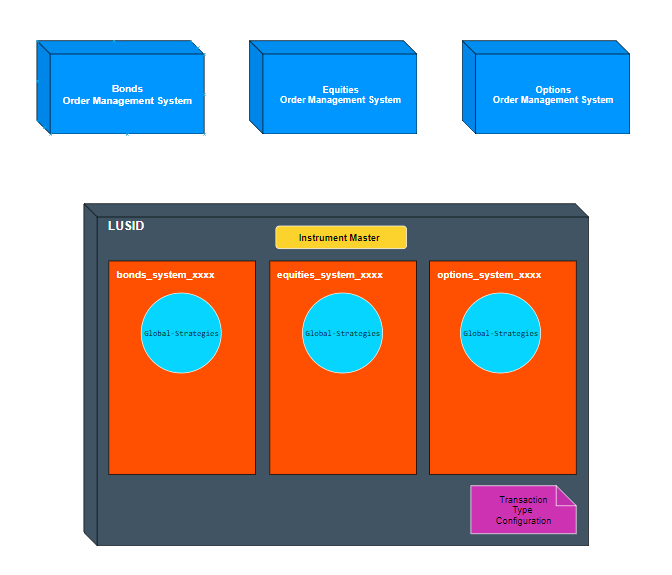 Bonds
Order Management System
Equities
Order Management System
Options
Order Management System
LUSID
Instrument Master
bonds_system_xxxx
equities_system_xxxx
options_system_xxxx
Global-Strategies
Global-Strategies
Global-Strategies
Transaction
Type
Configuration